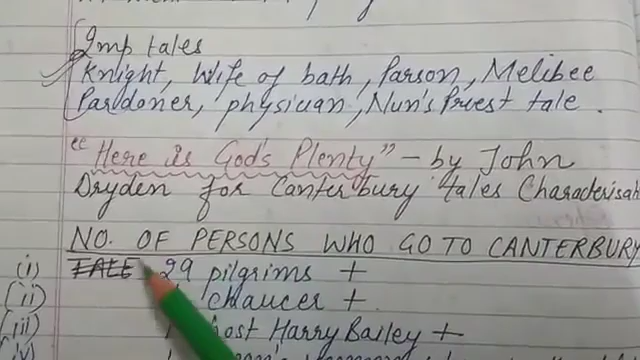 Imp tales
Knight, Wife of bath, Parson, Melibee
Pardoner, physician, Nun's Priest tale.
"Here is God's Plenty" - by John
Dryden for Canterbury tales Characterisa
NO. OF PERSONS WHO GO TO CANTERBURY
(i) TALE 29 pilgrims +
(ii) Chaucer +
(iii) Host Harry Bailey +